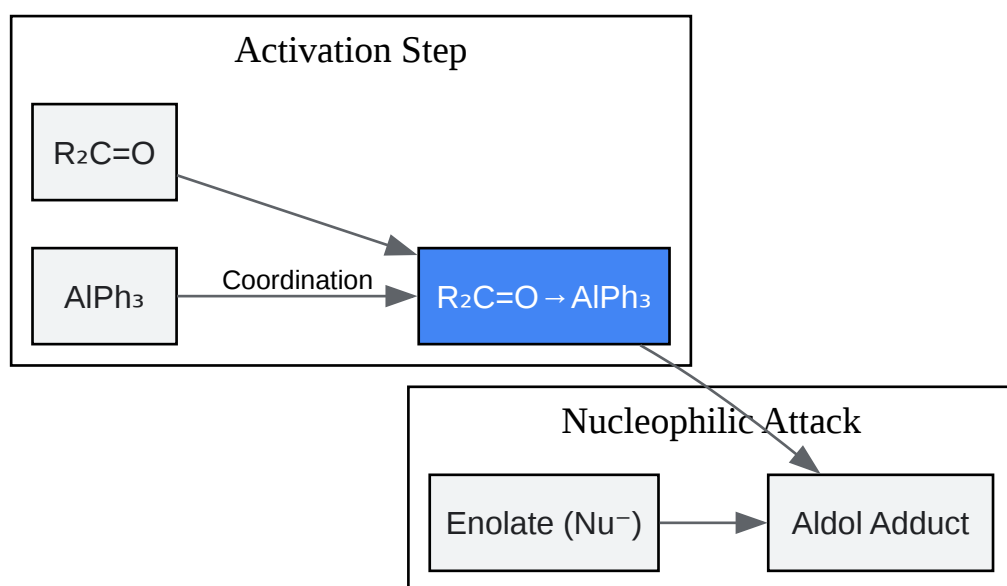 Activation Step
R₂C=O
AlPh₃
Coordination
R₂C=O→AlPh₃
Nucleophilic Attack
Enolate (Nu⁻)
Aldol Adduct